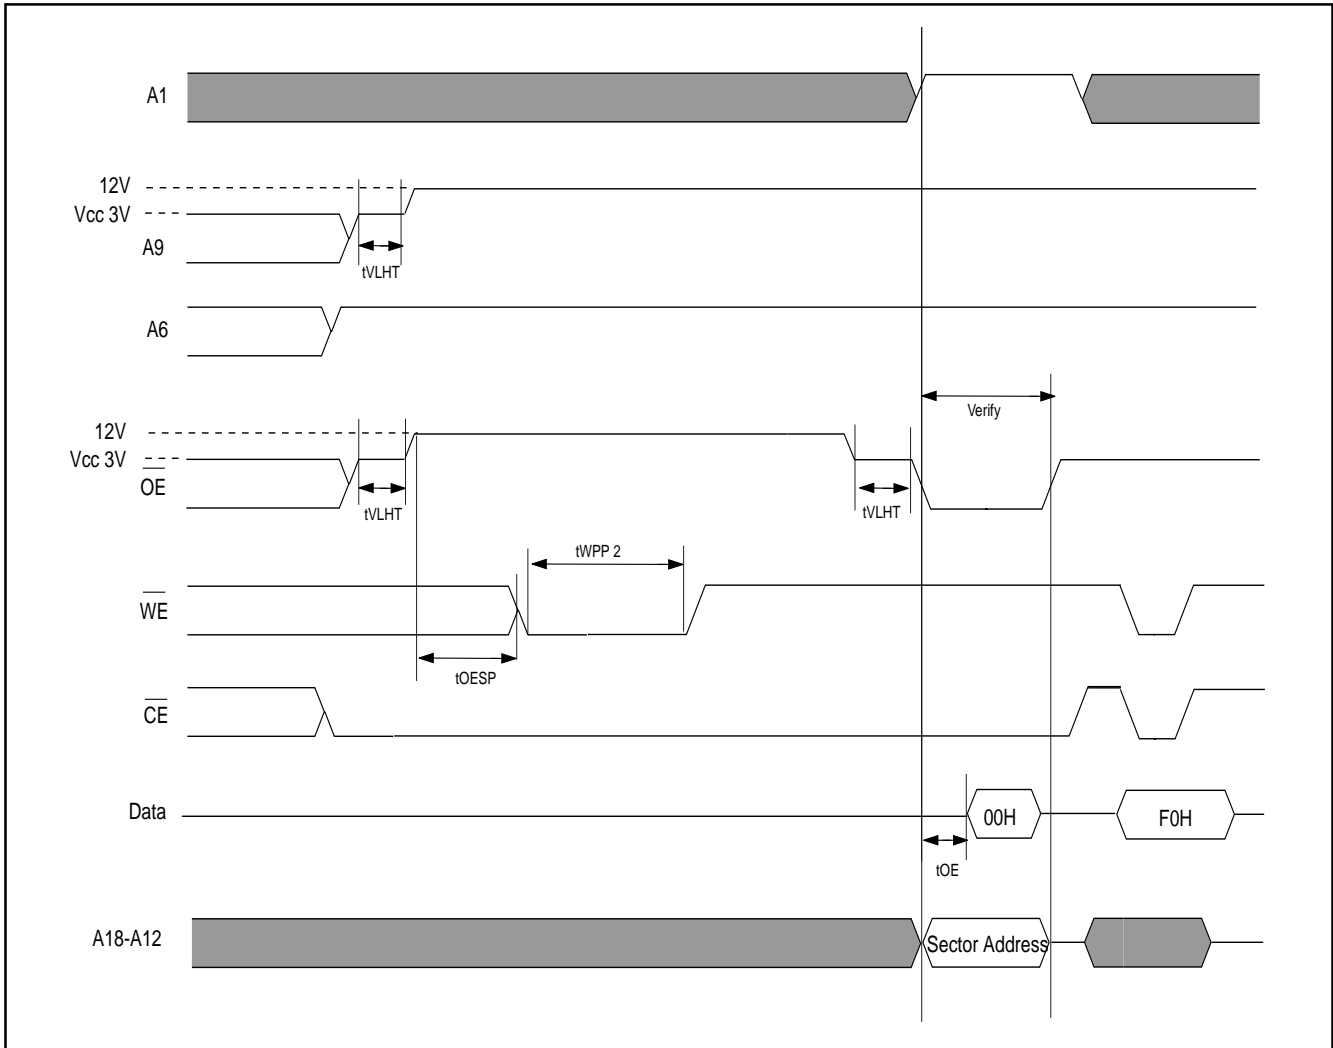 A1
12V
Vcc 3V
A9
tVLHT
A6
Verify
12V
Vcc 3V
OE
tVLHT
tVLHT
tWPP 2
WE
tOESP
CE
Data
00H
F0H
tOE
A18-A12
Sector Address